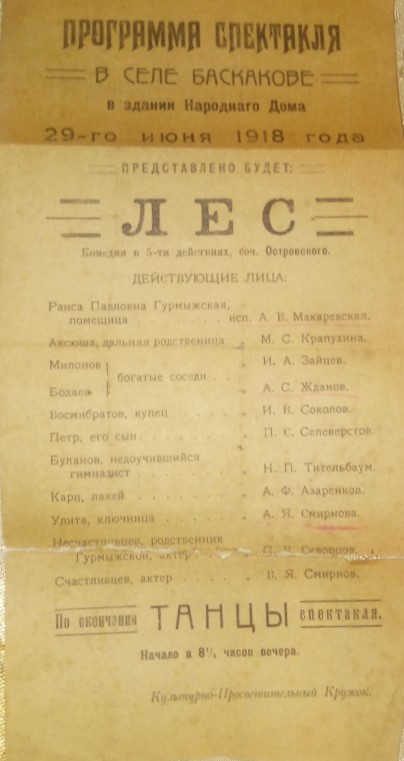 ПРОГРАММА СПЕКТАКЛЯ
В СЕЛЕ БАСКАКОВЕ
в здании Народнаго Дома
29-го июня 1918 года
ПРЕДСТАВЛЕНО БУДЕТ:
ЛЕС
Комедия в 5-ти действиях, соч. Островского.
ДЕЙСТВУЮЩИЕ ЛИЦА:
Раиса Павловна Гурмыжская,
помещица . . . . . . . исп. А. В. Макаревская.
Аксюша, дальняя родственица „ М. С. Крапухина.
Милонов „ И. А. Зайцев.
богатые соседи . .
Бодаев „ А. С. Жданов.
Восмибратов, купец . . . . . „ И. В. Соколов.
Петр, его сын . . . . . . . „ П. С. Селеверстов.
Буланов, недоучившийся
гимназист . . . . . . „ Н. П. Тительбаум
Карп, лакей . . . . . . . „ А. Ф. Азаренков.
Улита, ключница . . . . . „ А. Я. Смирнова.
Несчастливцев, родственник
Гурмыжской, актер . . . „ Скворцов.
Счастливцев, актер . . . . . „ В. Я. Смирнов.
По окончании ТАНЦЫ спектакля.
Начало в 8½ часов вечера.
Культурно-Просветительный Кружок.